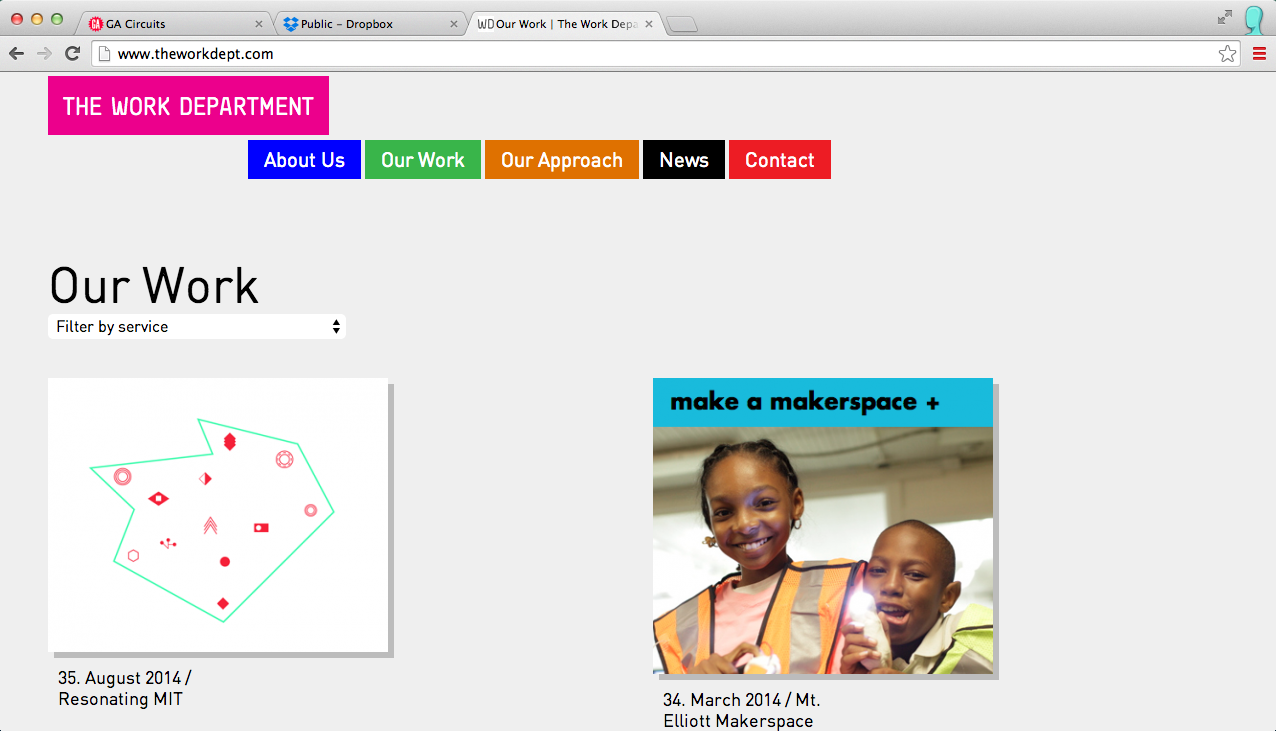 GA Circuits
Public - Dropbox
WD Our Work | The Work Depa
www.theworkdept.com
THE WORK DEPARTMENT
About Us
Our Work
Our Approach
News
Contact
Our Work
Filter by service
make a makerspace +
35. August 2014 /
Resonating MIT
34. March 2014 / Mt.
Elliott Makerspace